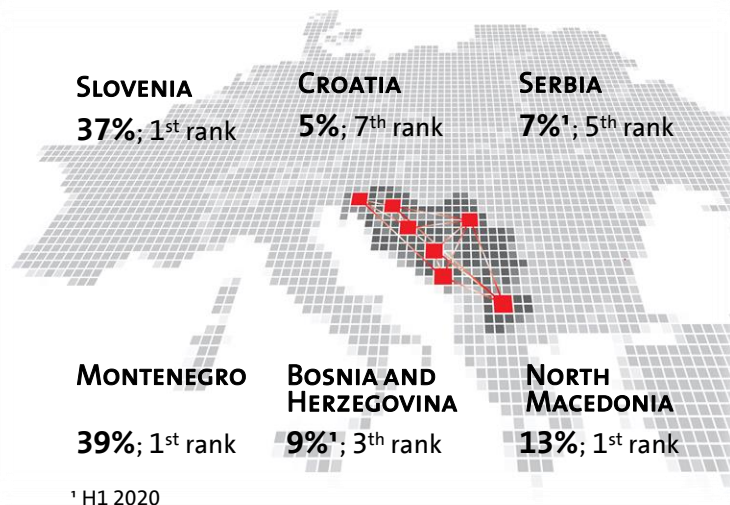 SLOVENIA
37%; 1st rank
CROATIA
5%; 7th rank
SERBIA
7%¹; 5th rank
MONTENEGRO
39%; 1st rank
BOSNIA AND
HERZEGOVINA
9%¹; 3th rank
NORTH
MACEDONIA
13%; 1st rank
¹ H1 2020